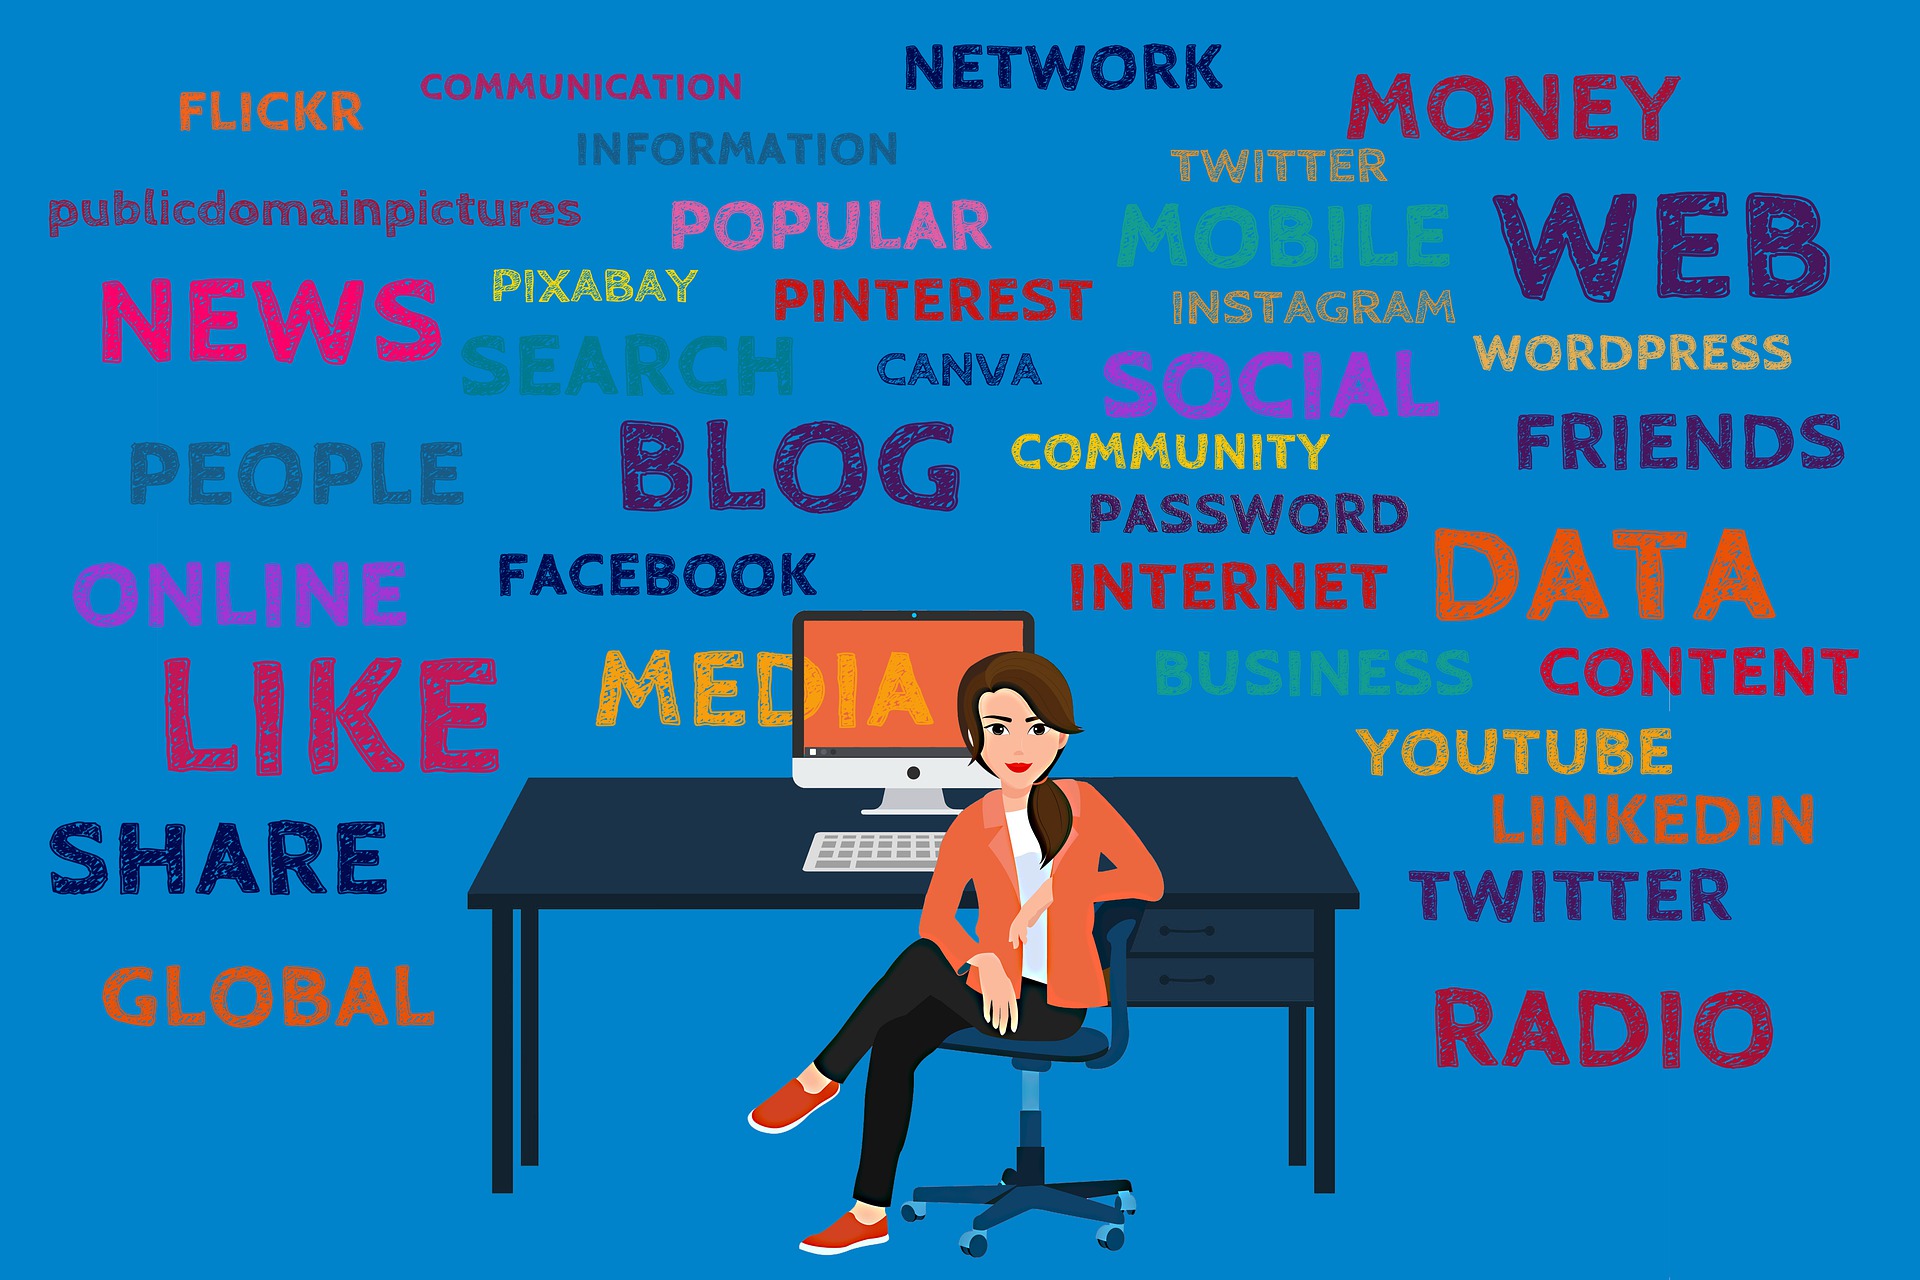 NETWORK
COMMUNICATION
FLICKR
MONEY
INFORMATION
TWITTER
publicdomainpictures
POPULAR
MOBILE
WEB
NEWS
PIXABAY
PINTEREST
INSTAGRAM
SEARCH
CANVA
SOCIAL
WORDPRESS
PEOPLE
BLOG
COMMUNITY
FRIENDS
PASSWORD
ONLINE
FACEBOOK
INTERNET
DATA
LIKE
MEDIA
BUSINESS
CONTENT
YOUTUBE
SHARE
LINKEDIN
TWITTER
GLOBAL
RADIO